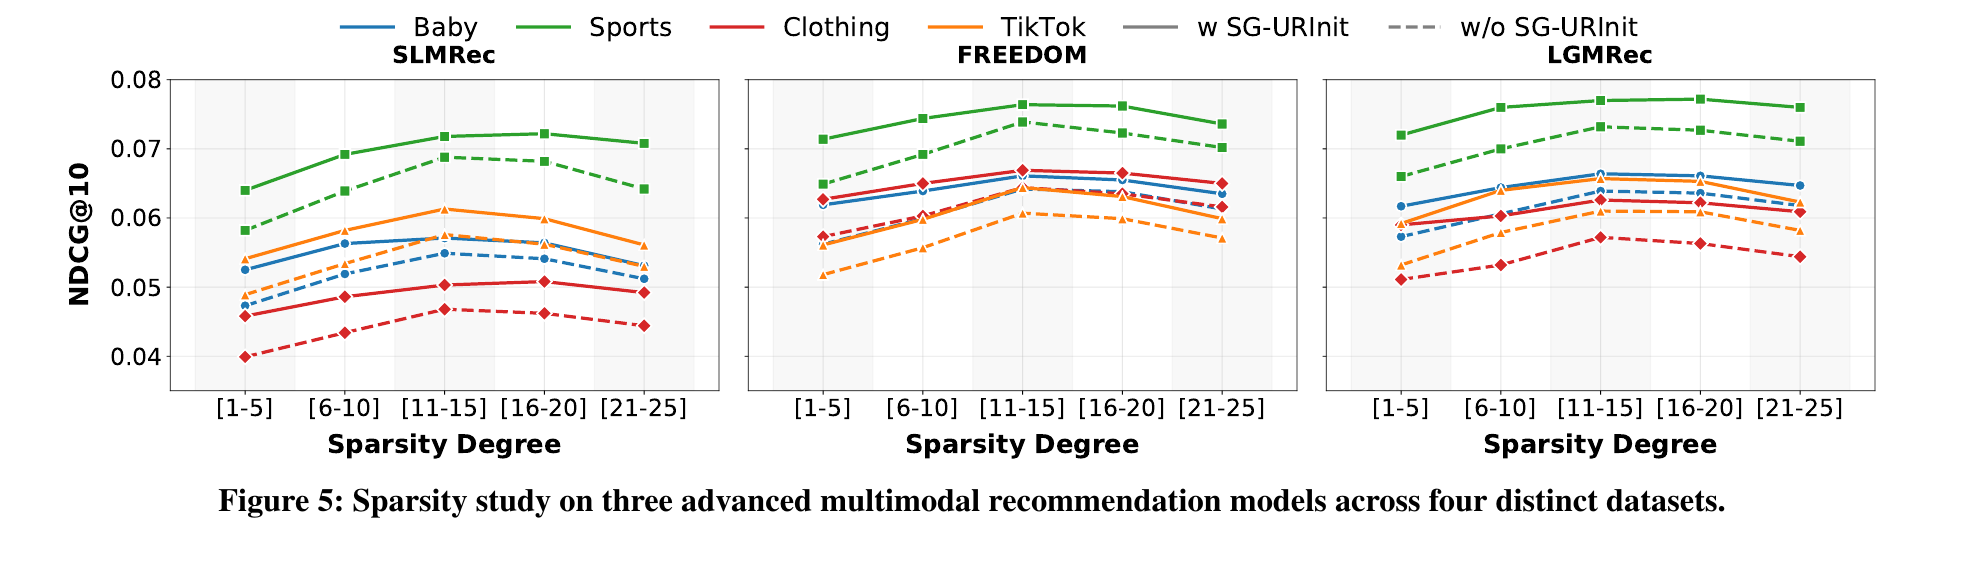 Baby Sports Clothing TikTok w SG-URInit w/o SG-URInit
SLMRec FREEDOM LGMRec
NDCG@10
0.08
0.07
0.06
0.05
0.04
[1-5] [6-10] [11-15] [16-20] [21-25] [1-5] [6-10] [11-15] [16-20] [21-25] [1-5] [6-10] [11-15] [16-20] [21-25]
Sparsity Degree Sparsity Degree Sparsity Degree
Figure 5: Sparsity study on three advanced multimodal recommendation models across four distinct datasets.